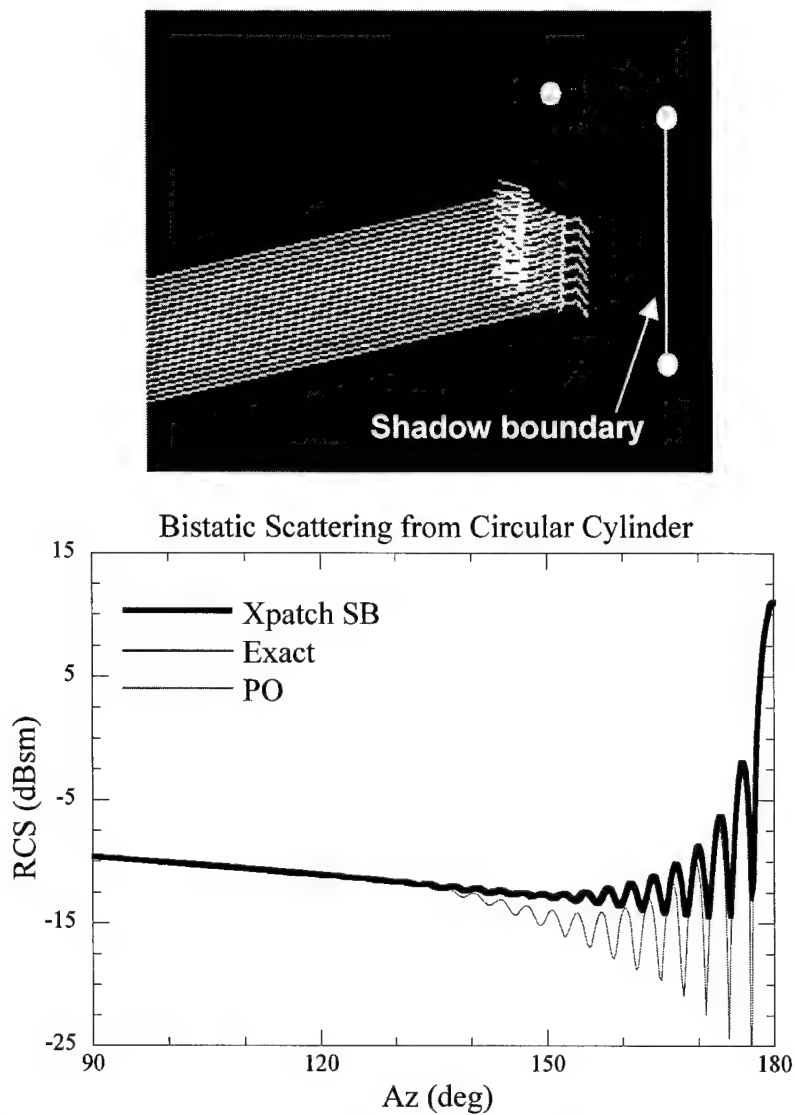 Shadow boundary
Bistatic Scattering from Circular Cylinder
15
5
-5
-15
-25
RCS (dBsm)
Xpatch SB
Exact
PO
90
120
150
180
Az (deg)